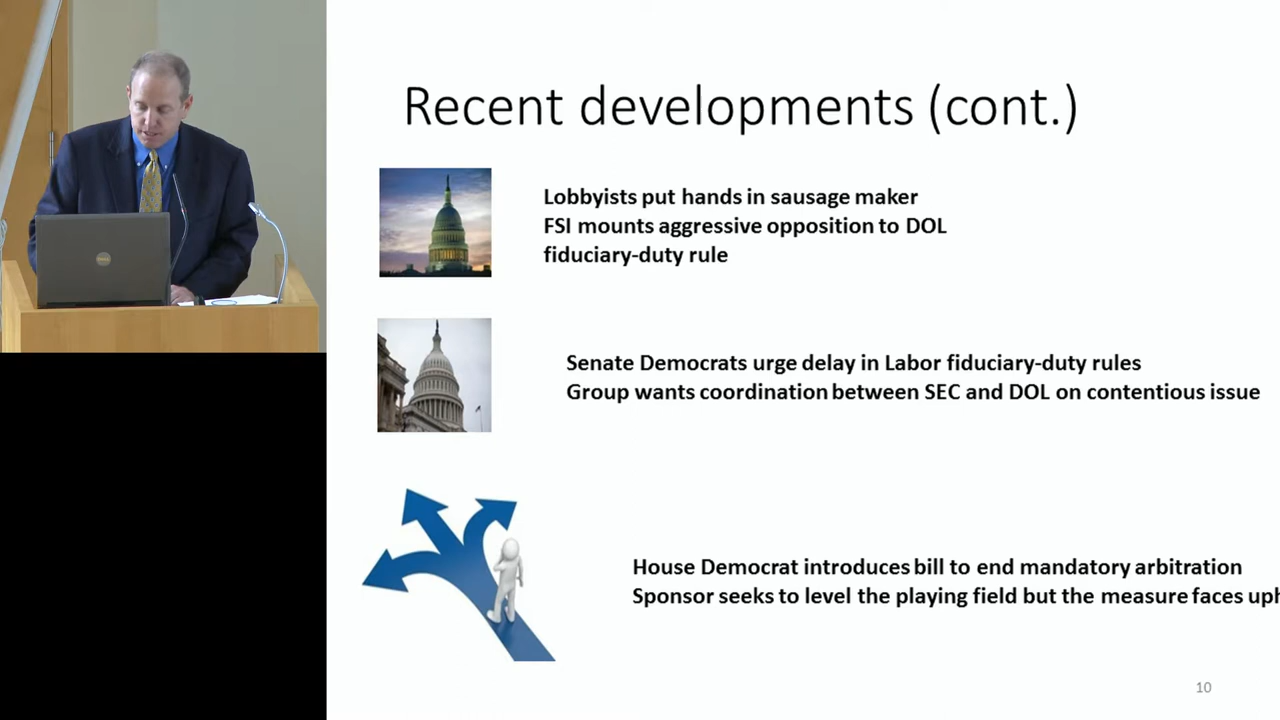 Recent developments (cont.)
Lobbyists put hands in sausage maker
FSI mounts aggressive opposition to DOL
fiduciary-duty rule
Senate Democrats urge delay in Labor fiduciary-duty rules
Group wants coordination between SEC and DOL on contentious issue
House Democrat introduces bill to end mandatory arbitration
Sponsor seeks to level the playing field but the measure faces
10